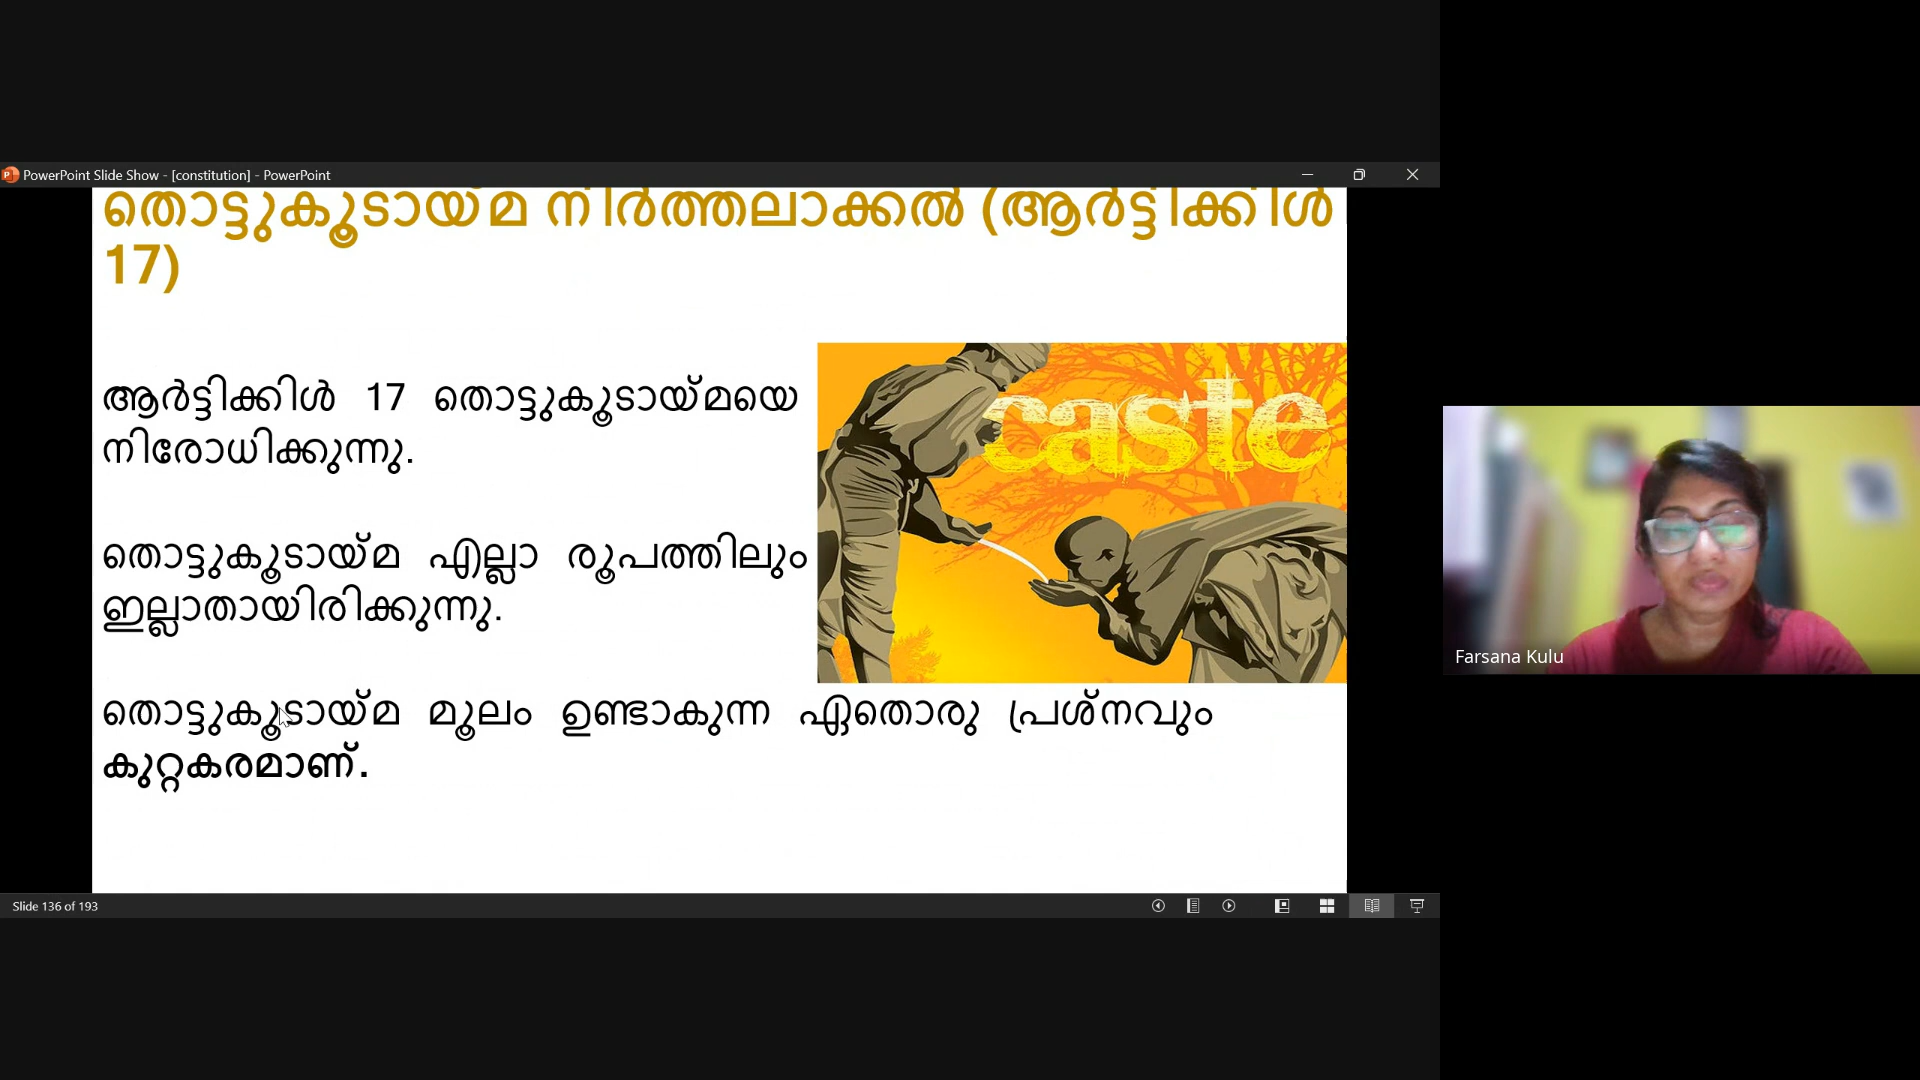 PowerPoint Slide Show - [constitution] - PowerPoint
തൊട്ടുകൂടായ്മ നിർത്തലാക്കൽ (ആർട്ടിക്കിൾ
17)
ആർട്ടിക്കിൾ 17 തൊട്ടുകൂടായ്മയെ
നിരോധിക്കുന്നു.
caste
തൊട്ടുകൂടായ്മ എല്ലാ രൂപത്തിലും
ഇല്ലാതായിരിക്കുന്നു.
തൊട്ടുകൂടായ്മ മൂലം ഉണ്ടാകുന്ന ഏതൊരു പ്രശ്നവും
കുറ്റകരമാണ്.
Farsana Kulu
Slide 136 of 193